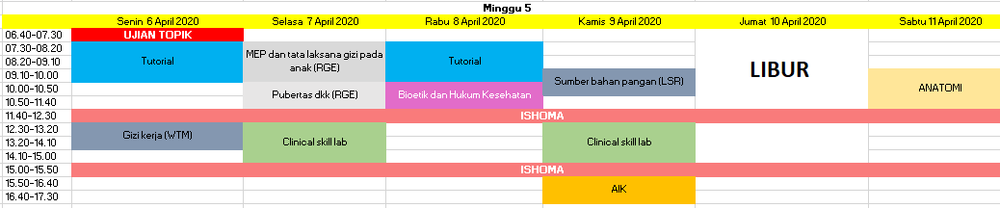 Minggu 5
Senin 6 April 2020 Selasa 7 April 2020 Rabu 8 April 2020 Kamis 9 April 2020 Jumat 10 April 2020 Sabtu 11 April 2020
06.40-07.30 UJIAN TOPIK
07.30-08.20
08.20-09.10 Tutorial MEP dan tata laksana gizi pada
anak (RGE) Tutorial LIBUR
09.10-10.00 Sumber bahan pangan (LSR)
10.00-10.50 Pubertas dkk (RGE) Bioetik dan Hukum Kesehatan ANATOMI
10.50-11.40
11.40-12.30 ISHOMA
12.30-13.20 Gizi kerja (WTM)
13.20-14.10 Clinical skill lab Clinical skill lab
14.10-15.00
15.00-15.50 ISHOMA
15.50-16.40 AIK
16.40-17.30